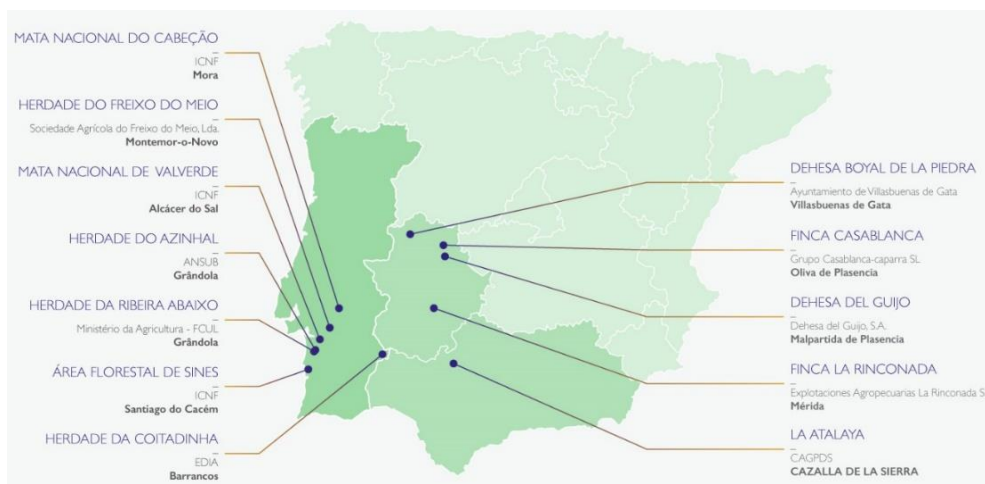 MATA NACIONAL DO CABEÇÃO
ICNF
Mora
HERDADE DO FREIXO DO MEIO
Sociedade Agrícola do Freixo do Meio, Lda.
Montemor-o-Novo
MATA NACIONAL DE VALVERDE
ICNF
Alcácer do Sal
HERDADE DO AZINHAL
ANSUB
Grândola
HERDADE DA RIBEIRA ABAIXO
Ministério da Agricultura - FCUL
Grândola
ÁREA FLORESTAL DE SINES
ICNF
Santiago do Cacém
HERDADE DA COITADINHA
EDIA
Barrancos
DEHESA BOYAL DE LA PIEDRA
Ayuntamiento de Villasbuenas de Gata
Villasbuenas de Gata
FINCA CASABLANCA
Grupo Casablanca-caparra SL
Oliva de Plasencia
DEHESA DEL GUIJO
Dehesa del Guijo, S.A.
Malpartida de Plasencia
FINCA LA RINCONADA
Explotaciones Agropecuarias La Rinconada S
Mérida
LA ATALAYA
CAGPDS
CAZALLA DE LA SIERRA